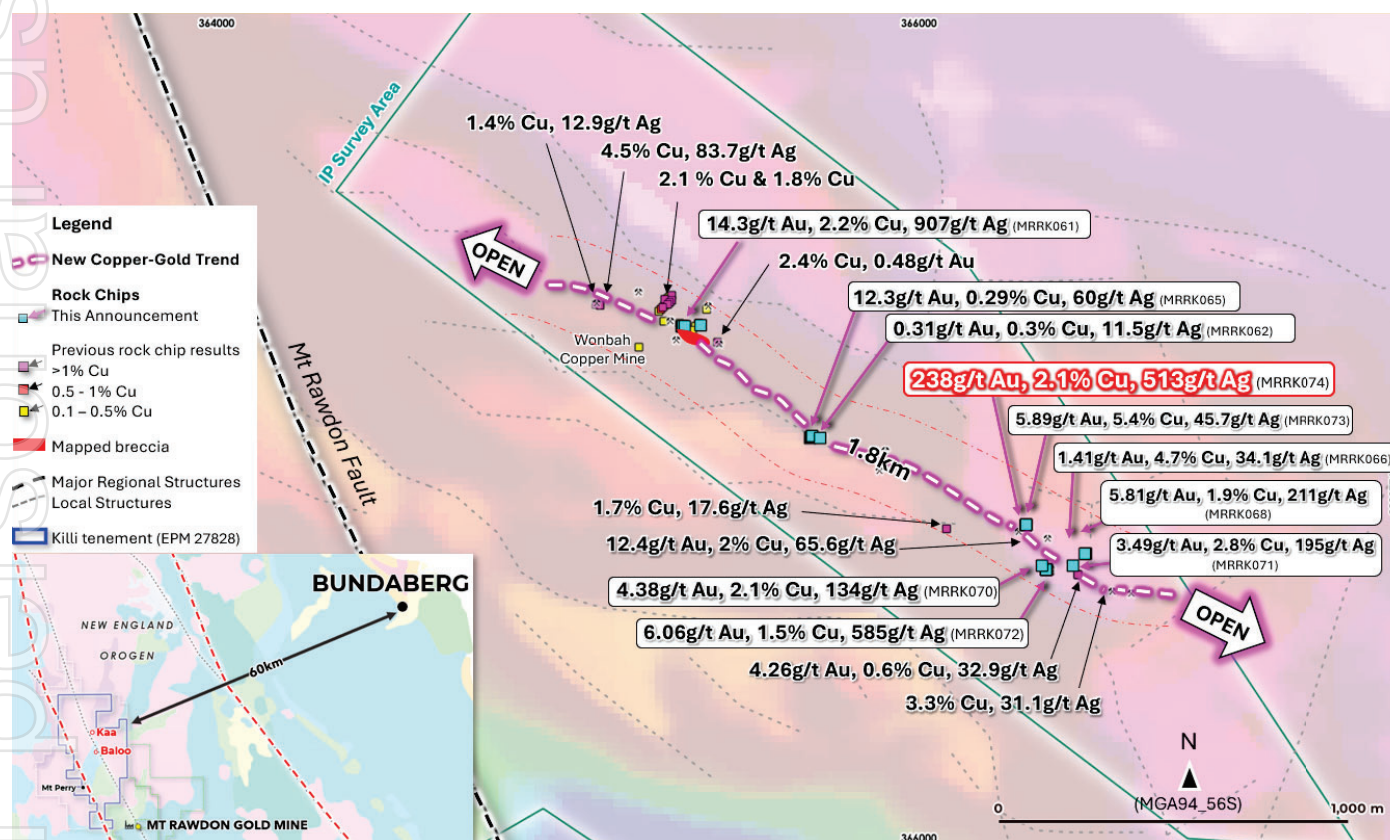 364000
366000
IP Survey Area
1.4% Cu, 12.9g/t Ag
4.5% Cu, 83.7g/t Ag
2.1 % Cu & 1.8% Cu
14.3g/t Au, 2.2% Cu, 907g/t Ag (MRRK061)
2.4% Cu, 0.48g/t Au
12.3g/t Au, 0.29% Cu, 60g/t Ag (MRRK065)
0.31g/t Au, 0.3% Cu, 11.5g/t Ag (MRRK062)
238g/t Au, 2.1% Cu, 513g/t Ag (MRRK074)
5.89g/t Au, 5.4% Cu, 45.7g/t Ag (MRRK073)
1.41g/t Au, 4.7% Cu, 34.1g/t Ag (MRRK066)
5.81g/t Au, 1.9% Cu, 211g/t Ag
(MRRK068)
3.49g/t Au, 2.8% Cu, 195g/t Ag
(MRRK071)
OPEN
Wonbah
Copper Mine
Mt Rawdon Fault
1.8km
1.7% Cu, 17.6g/t Ag
12.4g/t Au, 2% Cu, 65.6g/t Ag
4.38g/t Au, 2.1% Cu, 134g/t Ag (MRRK070)
6.06g/t Au, 1.5% Cu, 585g/t Ag (MRRK072)
4.26g/t Au, 0.6% Cu, 32.9g/t Ag
3.3% Cu, 31.1g/t Ag
OPEN
N
(MGA94_56S)
0
1,000 m
366000
Legend
New Copper-Gold Trend
Rock Chips
This Announcement
Previous rock chip results
>1% Cu
0.5 - 1% Cu
0.1 – 0.5% Cu
Mapped breccia
Major Regional Structures
Local Structures
Killi tenement (EPM 27828)
BUNDABERG
NEW ENGLAND
OROGEN
60km
Kaa
Baloo
Mt Perry
MT RAWDON GOLD MINE